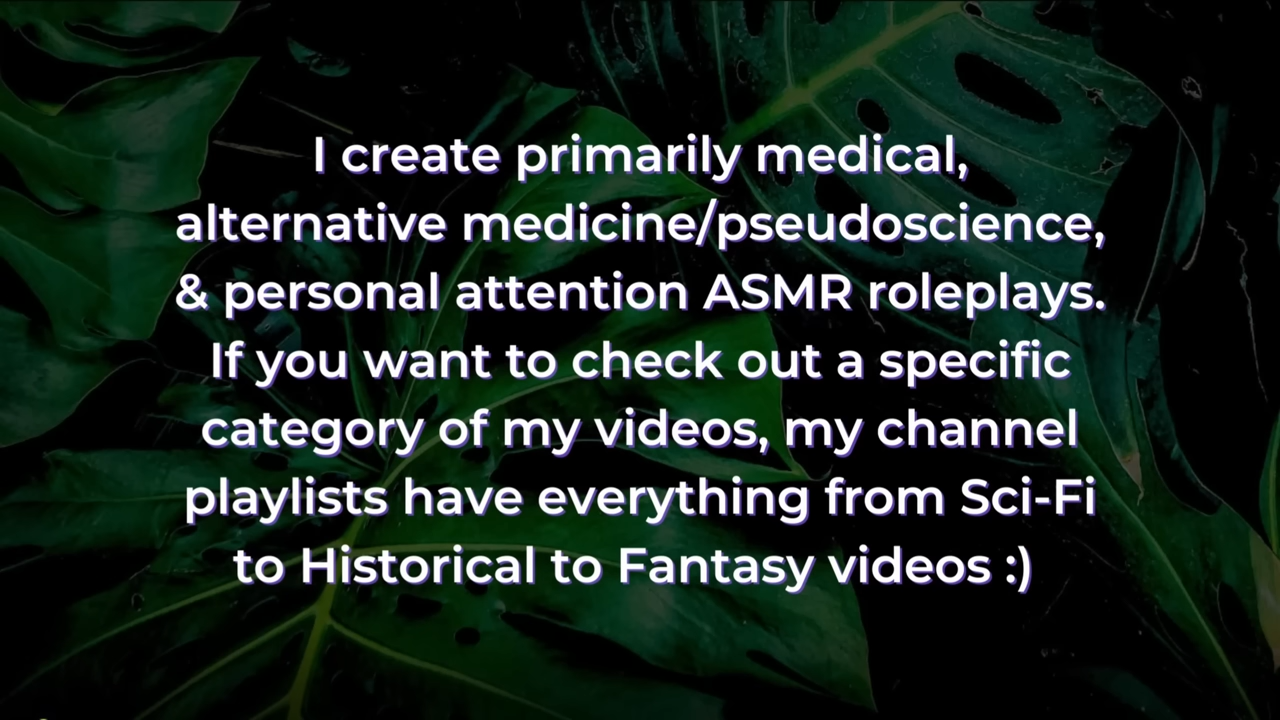 I create primarily medical,
alternative medicine/pseudoscience,
& personal attention ASMR roleplays.
If you want to check out a specific
category of my videos, my channel
playlists have everything from Sci-Fi
to Historical to Fantasy videos :)